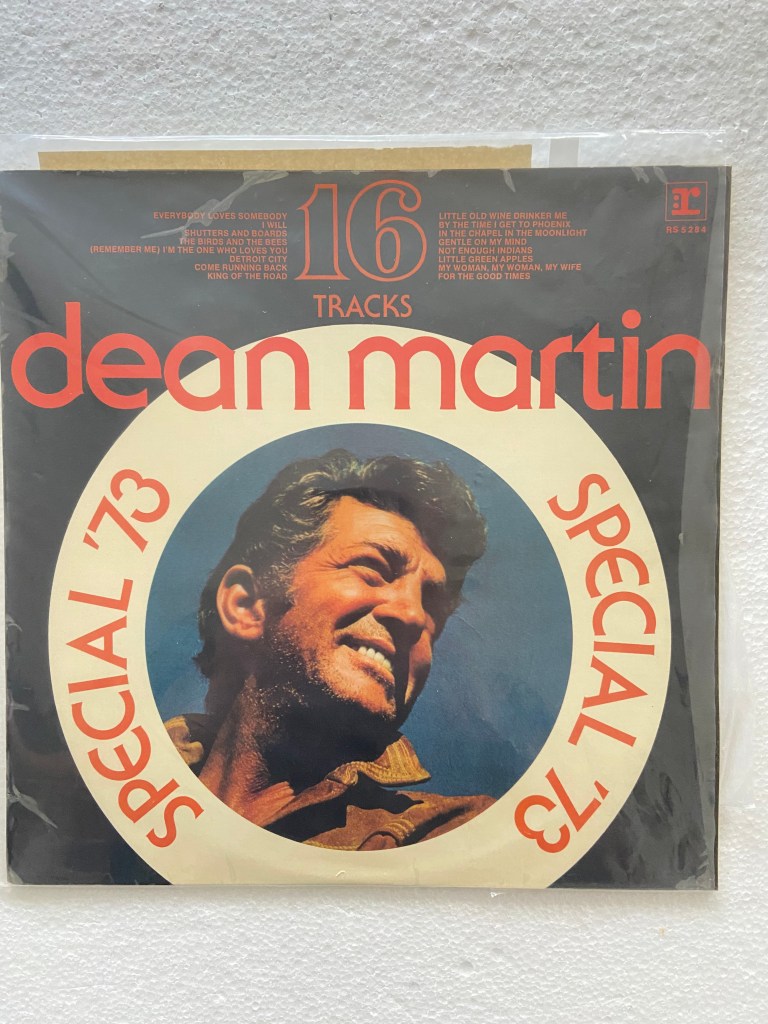 16
TRACKS
EVERYBODY LOVES SOMEBODY
I WILL
SHUTTERS AND BOARDS
THE BIRDS AND THE BEES
(REMEMBER ME) I'M THE ONE WHO LOVES YOU
DETROIT CITY
COME RUNNING BACK
KING OF THE ROAD
LITTLE OLD WINE DRINKER ME
BY THE TIME I GET TO PHOENIX
IN THE CHAPEL IN THE MOONLIGHT
GENTLE ON MY MIND
NOT ENOUGH INDIANS
LITTLE GREEN APPLES
MY WOMAN, MY WOMAN, MY WIFE
FOR THE GOOD TIMES
r
RS 5284
dean martin
SPECIAL '73
SPECIAL '73